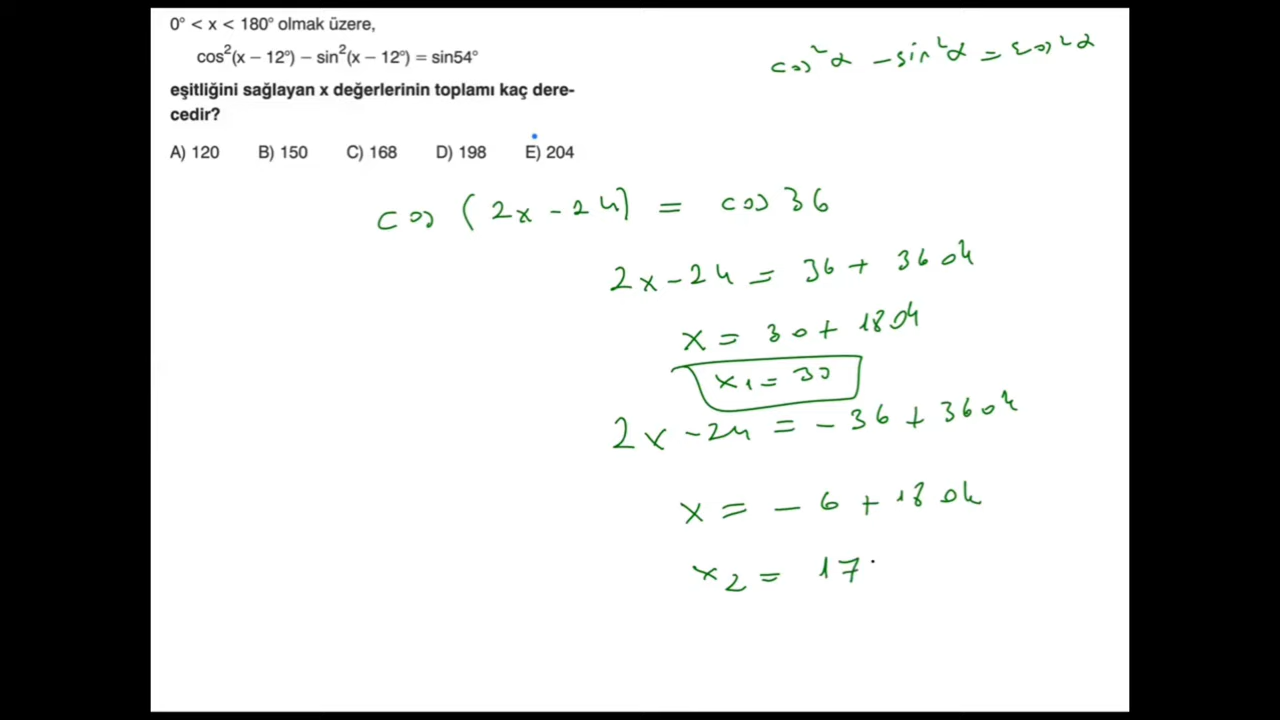 0° < x < 180° olmak üzere,
cos²(x – 12°) – sin²(x – 12°) = sin54°
eşitliğini sağlayan x değerlerinin toplamı kaç dere-
cedir?
A) 120 B) 150 C) 168 D) 198 E) 204
cos²α – sin²α = cos2α
cos (2x – 24) = cos 36
2x – 24 = 36 + 360k
x = 30 + 180k
x₁ = 30
2x – 24 = – 36 + 360k
x = – 6 + 180k
x₂ = 17